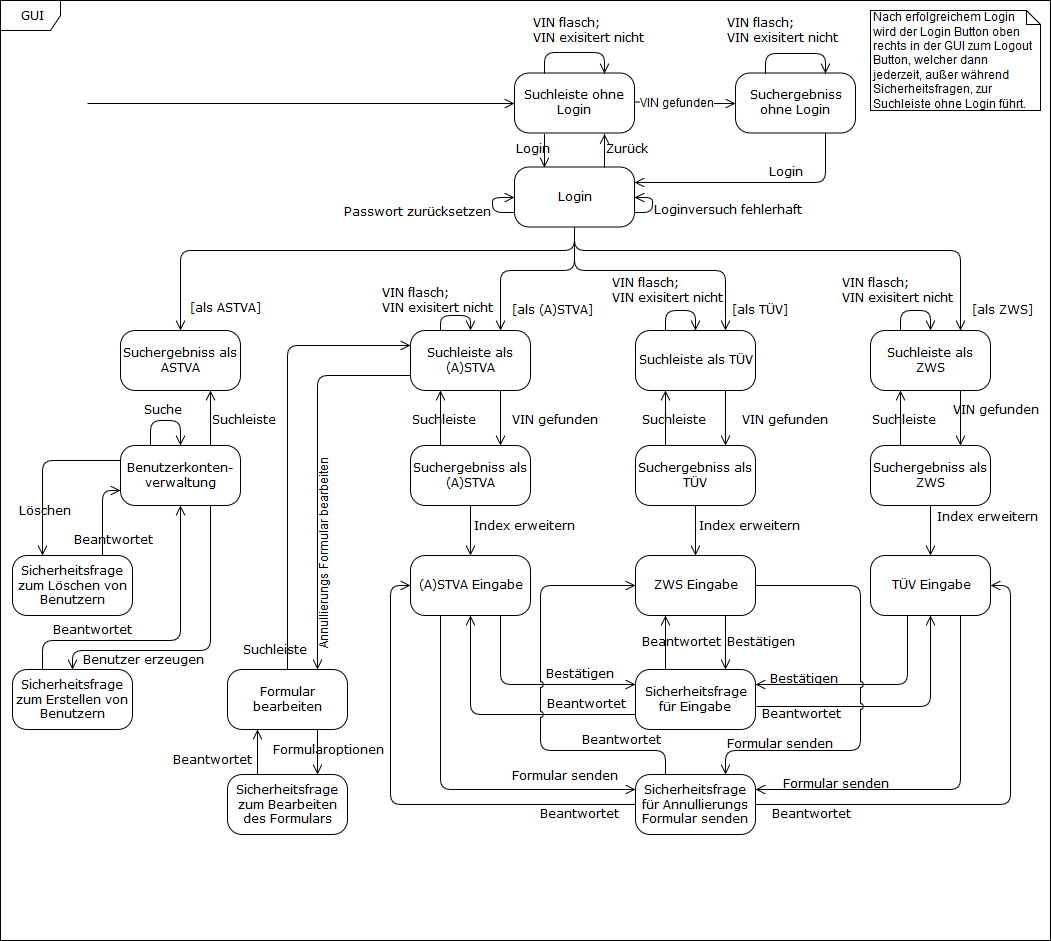 GUI
VIN flasch;
VIN exisitert nicht
VIN flasch;
VIN exisitert nicht
Nach erfolgreichem Login
wird der Login Button oben
rechts in der GUI zum Logout
Button, welcher dann
jederzeit, außer während
Sicherheitsfragen, zur
Suchleiste ohne Login führt.
Suchleiste ohne
Login
VIN gefunden
Suchergebniss
ohne Login
Login
Zurück
Login
Login
Passwort zurücksetzen
Loginversuch fehlerhaft
[als ASTVA]
VIN flasch;
VIN exisitert nicht
[als (A)STVA]
VIN flasch;
VIN exisitert nicht
[als TÜV]
VIN flasch;
VIN exisitert nicht
[als ZWS]
Suchergebniss als
ASTVA
Suchleiste als
(A)STVA
Suchleiste als TÜV
Suchleiste als
ZWS
Suche
Suchleiste
Suchleiste
VIN gefunden
Suchleiste
VIN gefunden
Suchleiste
VIN gefunden
Benutzerkonten-
verwaltung
Suchergebniss als
(A)STVA
Suchergebniss als
TÜV
Suchergebniss als
ZWS
Löschen
Beantwortet
Annullierungs Formular bearbeiten
Index erweitern
Index erweitern
Index erweitern
Sicherheitsfrage
zum Löschen von
Benutzern
(A)STVA Eingabe
ZWS Eingabe
TÜV Eingabe
Beantwortet
Benutzer erzeugen
Suchleiste
Beantwortet
Bestätigen
Bestätigen
Bestätigen
Sicherheitsfrage
zum Erstellen von
Benutzern
Formular
bearbeiten
Sicherheitsfrage
für Eingabe
Beantwortet
Beantwortet
Beantwortet
Formularoptionen
Beantwortet
Formular senden
Formular senden
Formular senden
Sicherheitsfrage
zum Bearbeiten
des Formulars
Sicherheitsfrage
für Annullierungs
Formular senden
Beantwortet
Beantwortet